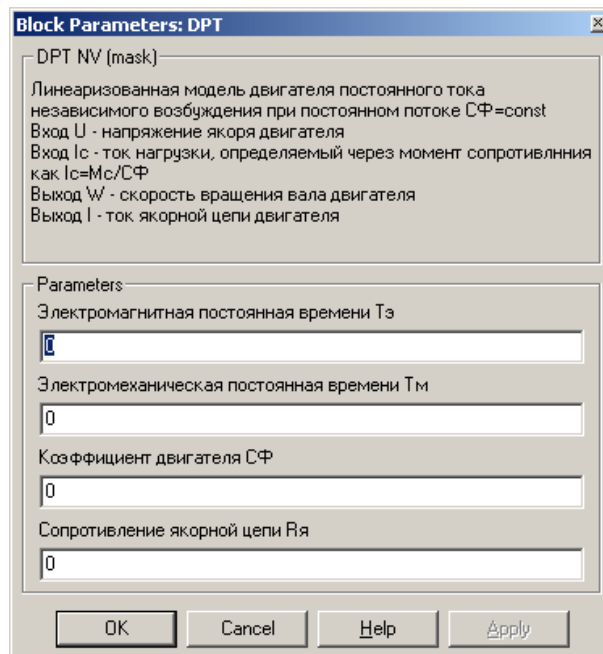 Block Parameters: DPT
DPT NV (mask)
Линеаризованная модель двигателя постоянного тока
независимого возбуждения при постоянном потоке СФ=const
Вход U - напряжение якоря двигателя
Вход Ic - ток нагрузки, определяемый через момент сопротивлнния
как Ic=Mc/СФ
Выход W - скорость вращения вала двигателя
Выход I - ток якорной цепи двигателя
Parameters
Электромагнитная постоянная времени Тэ
0
Электромеханическая постоянная времени Тм
0
Коэффициент двигателя СФ
0
Сопротивление якорной цепи Rя
0
OK Cancel Help Apply